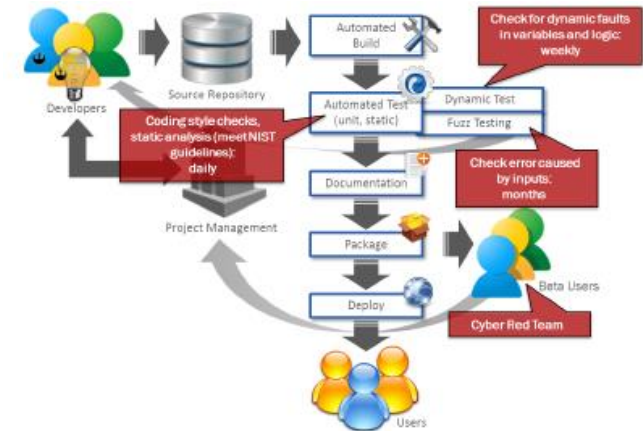 Automated
Build
Check for dynamic faults
in variables and logic:
weekly
Developers
Source Repository
Automated Test
(unit, static)
Dynamic Test
Fuzz Testing
Coding style checks,
static analysis (meet NIST
guidelines):
daily
Check error caused
by inputs:
months
Documentation
Project Management
Package
Beta Users
Deploy
Cyber Red Team
Users